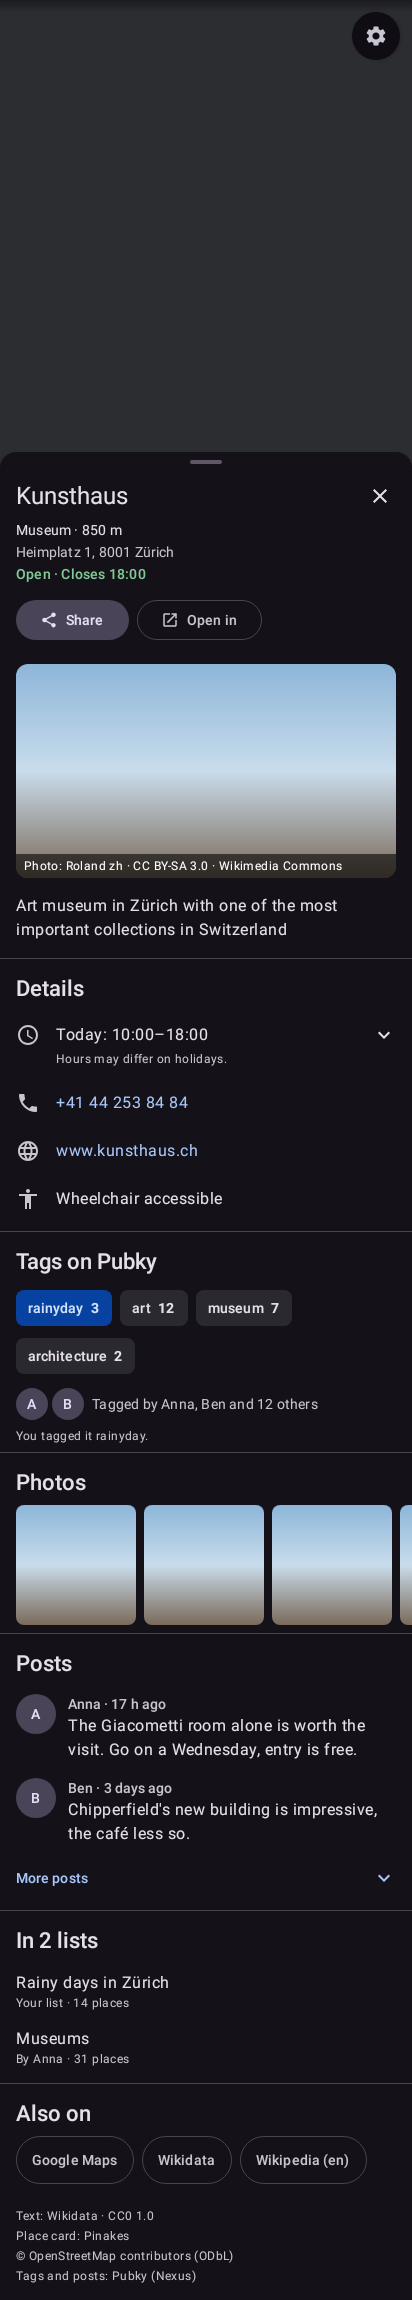 Kunsthaus
Museum · 850 m
Heimplatz 1, 8001 Zürich
Open · Closes 18:00
Share
Open in
Photo: Roland zh · CC BY-SA 3.0 · Wikimedia Commons
Art museum in Zürich with one of the most
important collections in Switzerland
Details
Today: 10:00–18:00
Hours may differ on holidays.
+41 44 253 84 84
www.kunsthaus.ch
Wheelchair accessible
Tags on Pubky
rainyday 3
art 12
museum 7
architecture 2
A
B
Tagged by Anna, Ben and 12 others
You tagged it rainyday.
Photos
Posts
A
Anna · 17 h ago
The Giacometti room alone is worth the
visit. Go on a Wednesday, entry is free.
B
Ben · 3 days ago
Chipperfield's new building is impressive,
the café less so.
More posts
In 2 lists
Rainy days in Zürich
Your list · 14 places
Museums
By Anna · 31 places
Also on
Google Maps
Wikidata
Wikipedia (en)
Text: Wikidata · CC0 1.0
Place card: Pinakes
© OpenStreetMap contributors (ODbL)
Tags and posts: Pubky (Nexus)